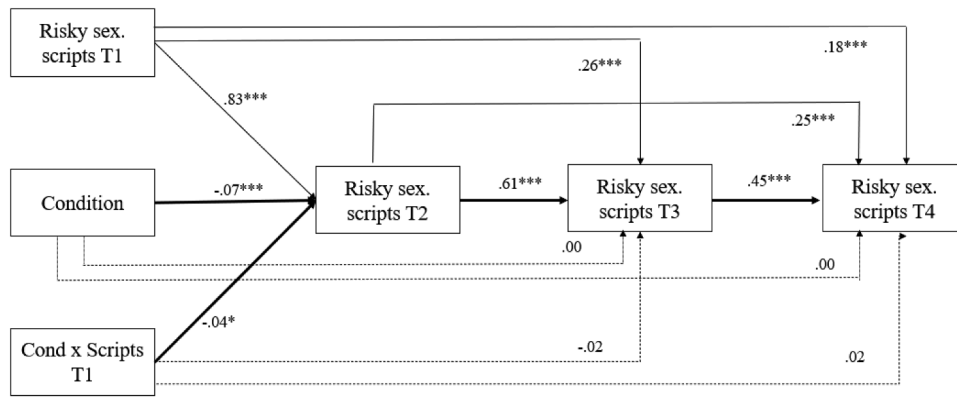 Risky sex.
scripts T1
.18***
.26***
.83***
.25***
Condition
-.07***
Risky sex.
scripts T2
.61***
Risky sex.
scripts T3
.45***
Risky sex.
scripts T4
.00
.00
-.04*
Cond x Scripts
T1
-.02
.02